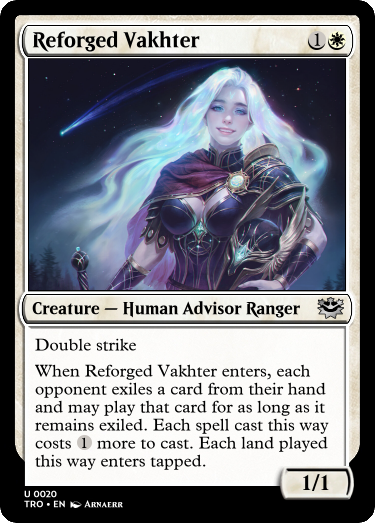 Reforged Vakhter 1
Creature — Human Advisor Ranger
Double strike
When Reforged Vakhter enters, each
opponent exiles a card from their hand
and may play that card for as long as it
remains exiled. Each spell cast this way
costs 1 more to cast. Each land played
this way enters tapped.
1/1
U 0020
TRO • EN Arnaerr